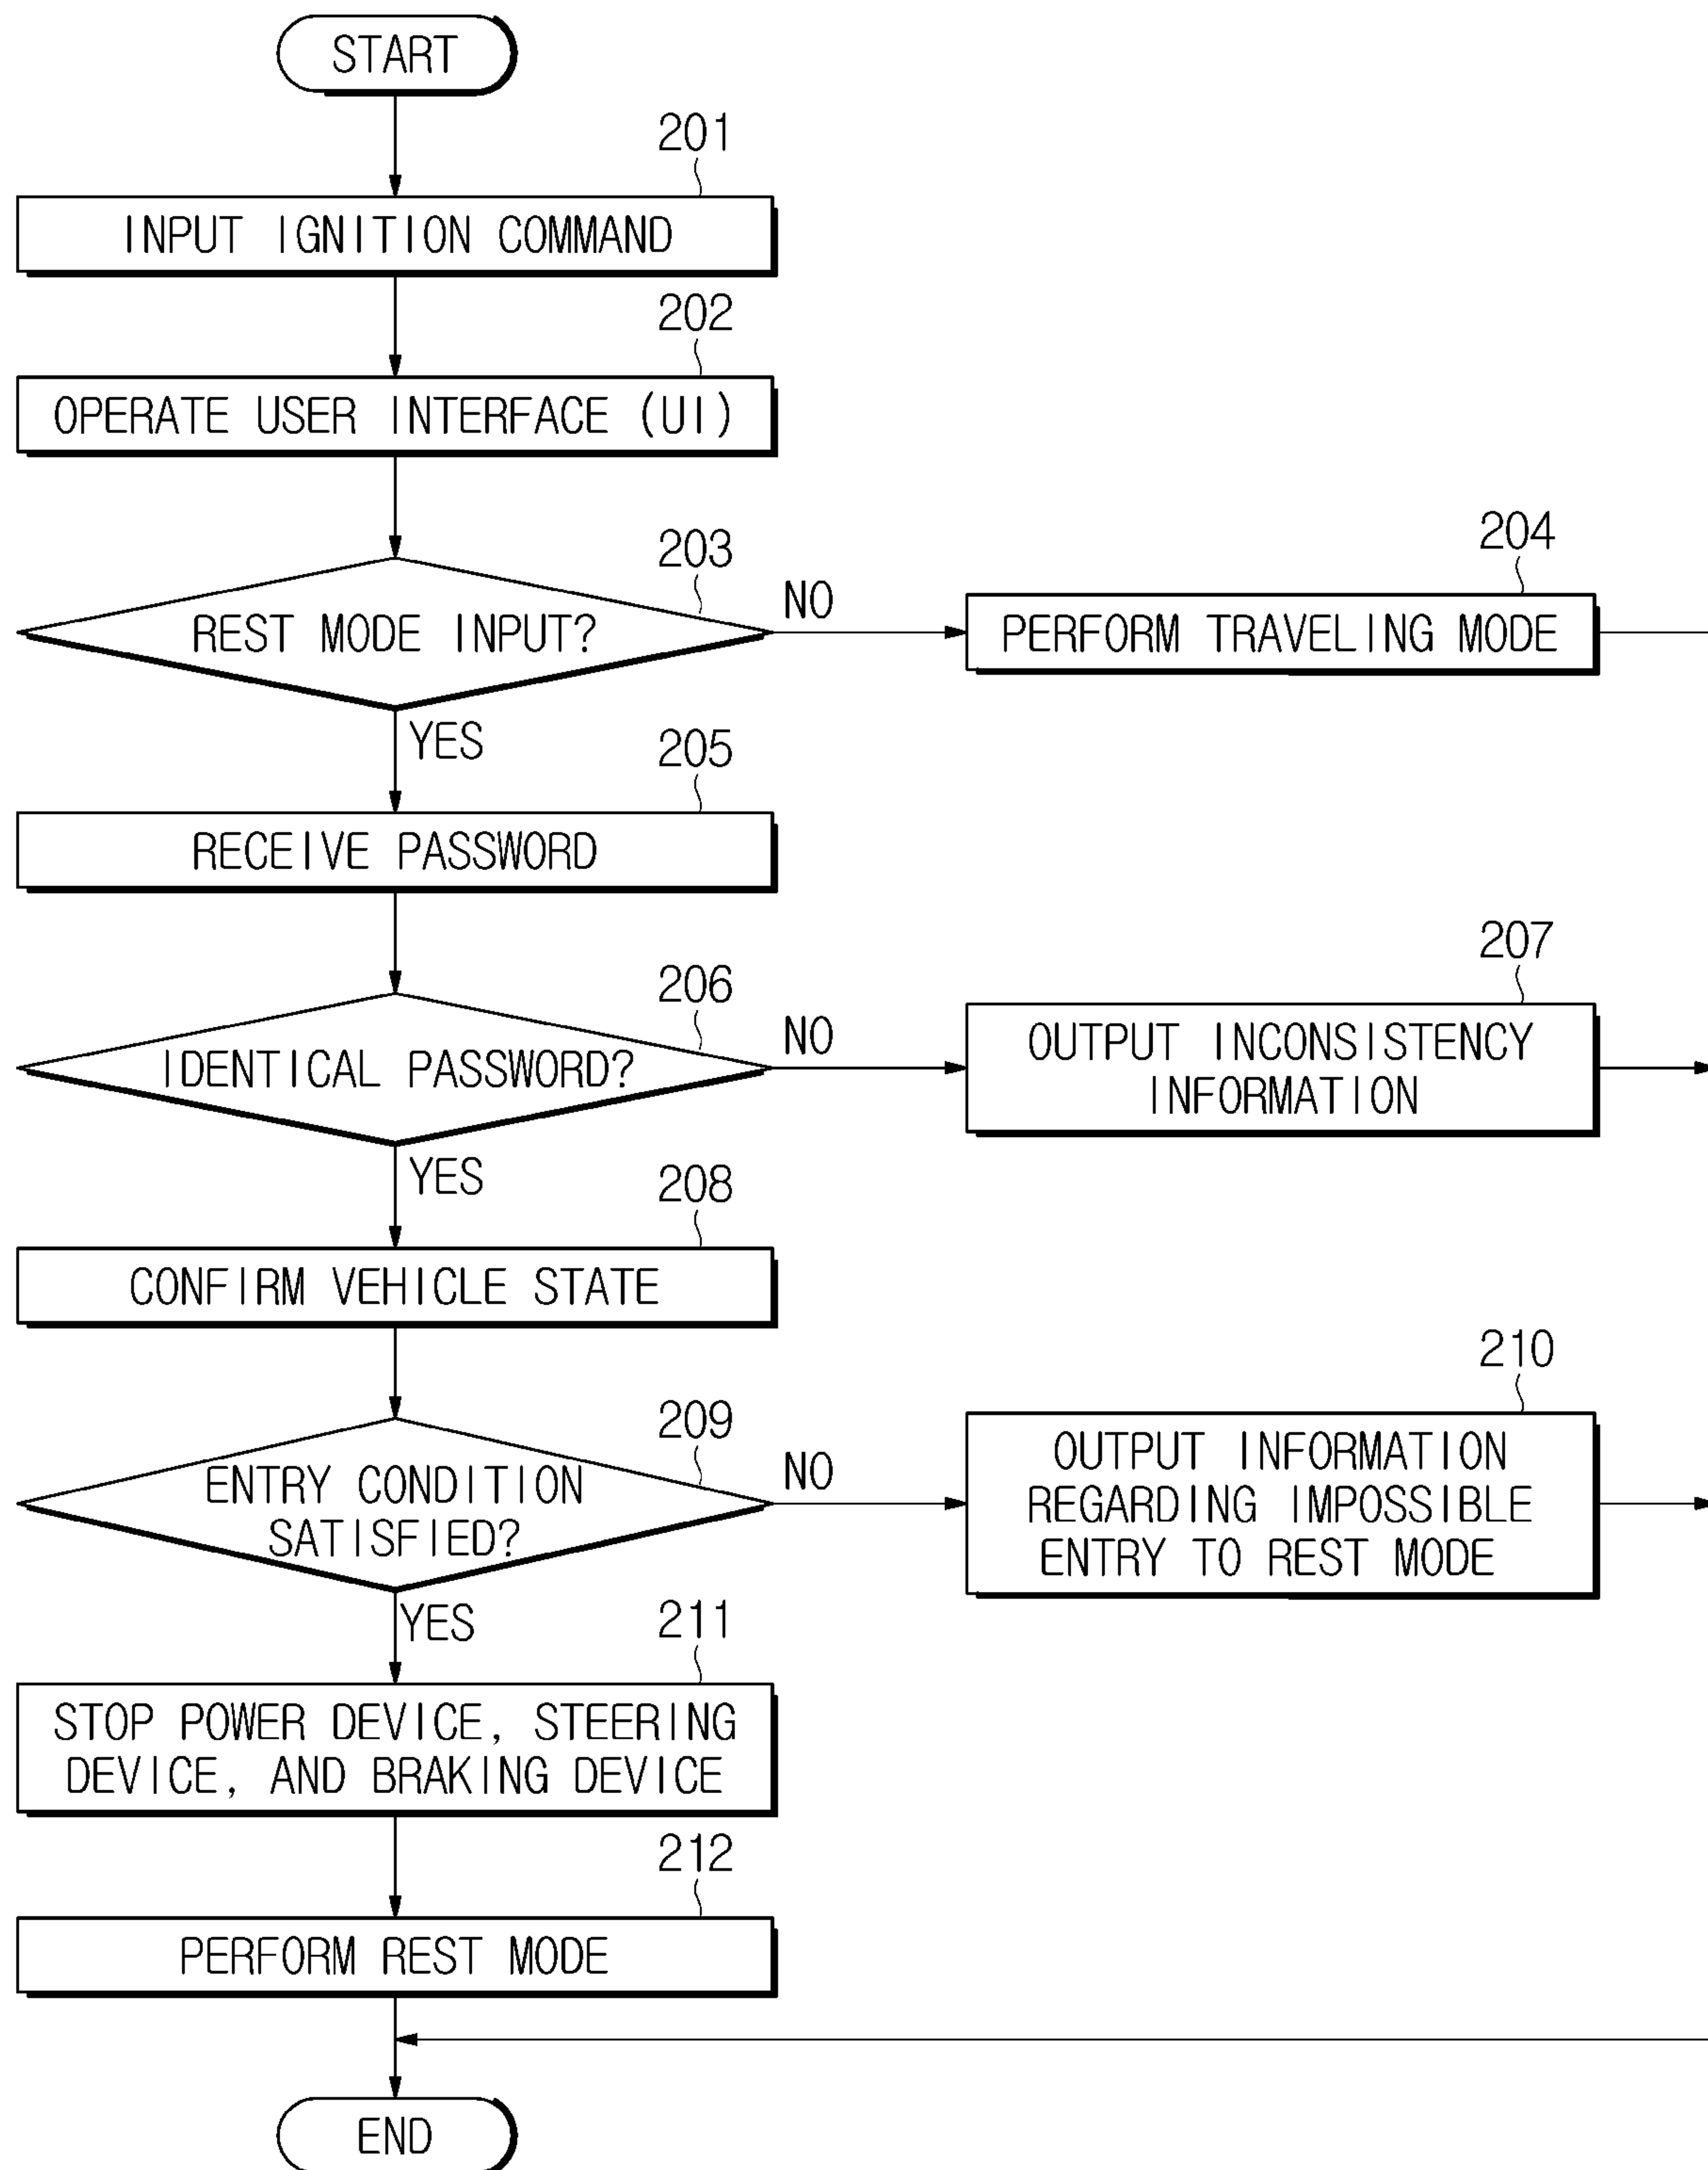 START
201
INPUT IGNITION COMMAND
202
OPERATE USER INTERFACE (UI)
203
REST MODE INPUT?
NO
204
PERFORM TRAVELING MODE
YES
205
RECEIVE PASSWORD
206
IDENTICAL PASSWORD?
NO
207
OUTPUT INCONSISTENCY
INFORMATION
YES
208
CONFIRM VEHICLE STATE
209
ENTRY CONDITION
SATISFIED?
NO
210
OUTPUT INFORMATION
REGARDING IMPOSSIBLE
ENTRY TO REST MODE
YES
211
STOP POWER DEVICE, STEERING
DEVICE, AND BRAKING DEVICE
212
PERFORM REST MODE
END